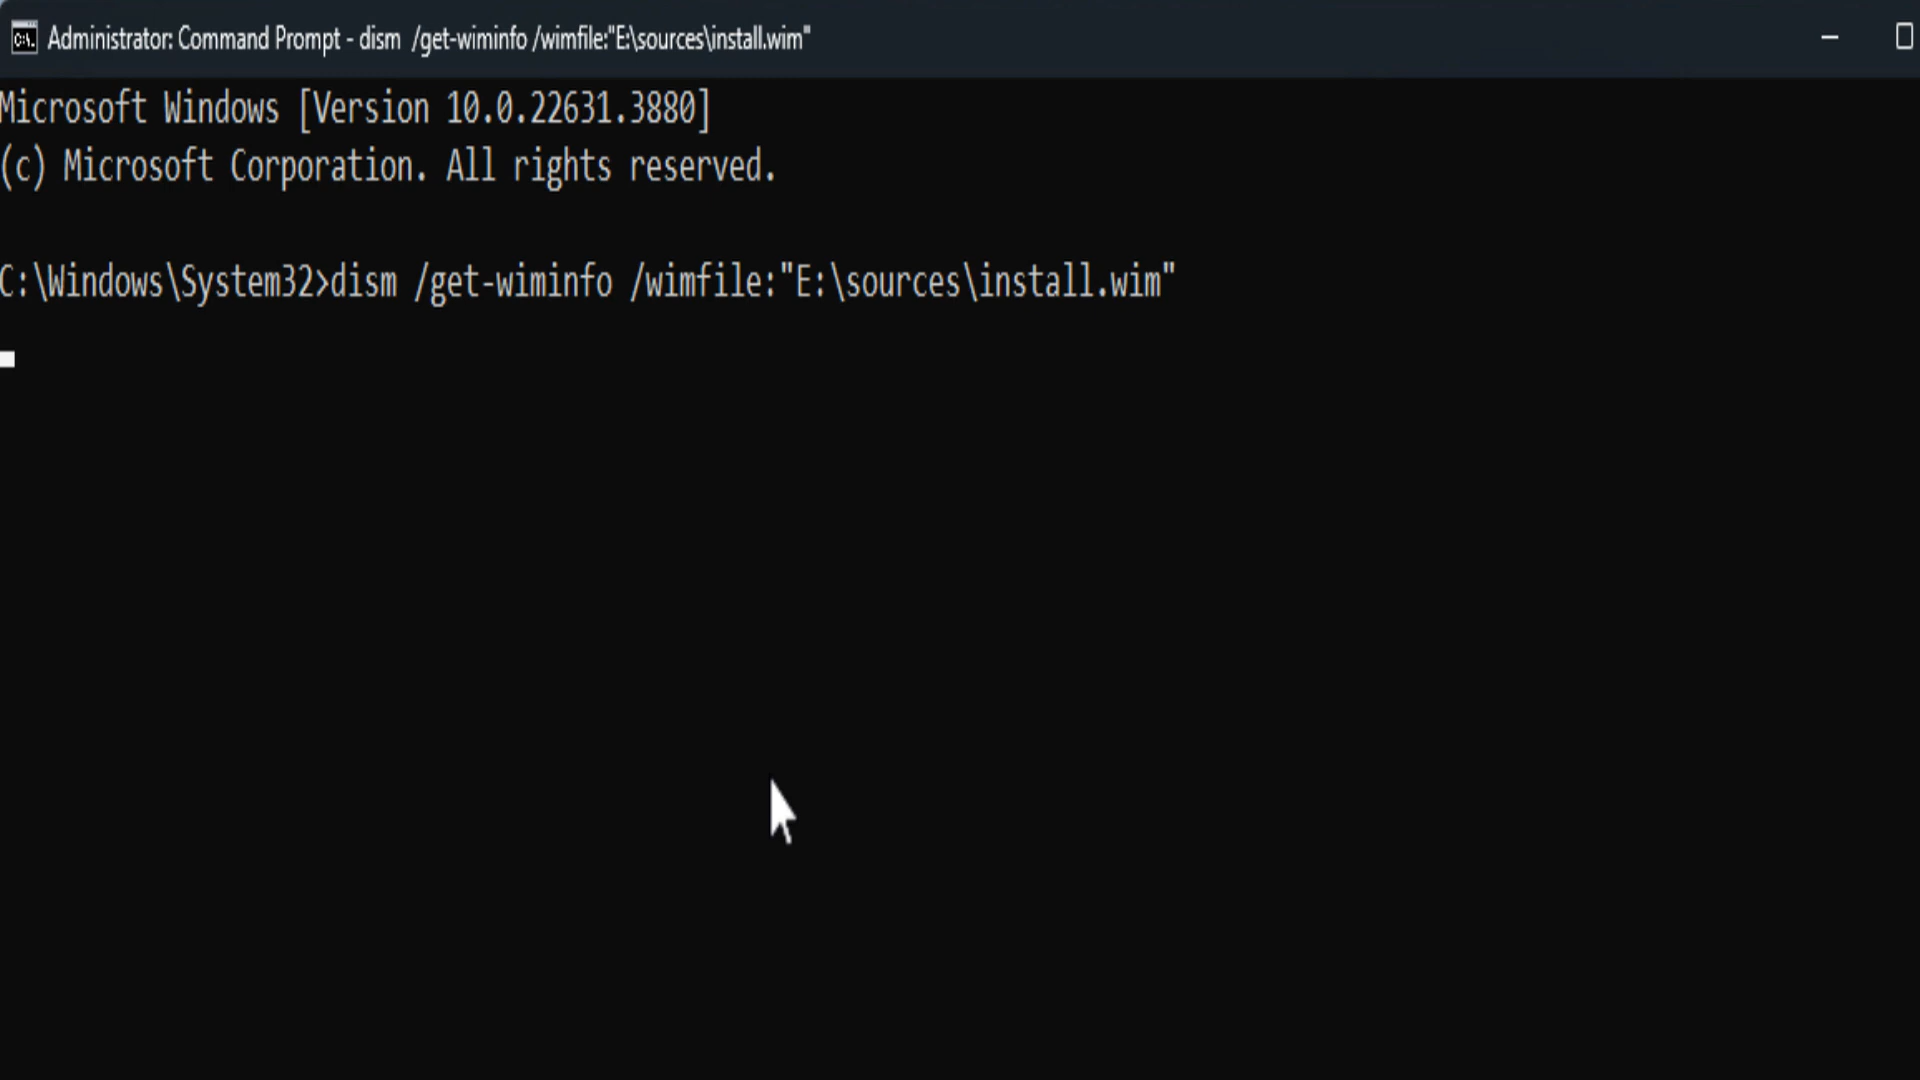 Administrator: Command Prompt - dism  /get-wiminfo /wimfile:"E:\sources\install.wim"
Microsoft Windows [Version 10.0.22631.3880]
(c) Microsoft Corporation. All rights reserved.
C:\Windows\System32>dism /get-wiminfo /wimfile:"E:\sources\install.wim"